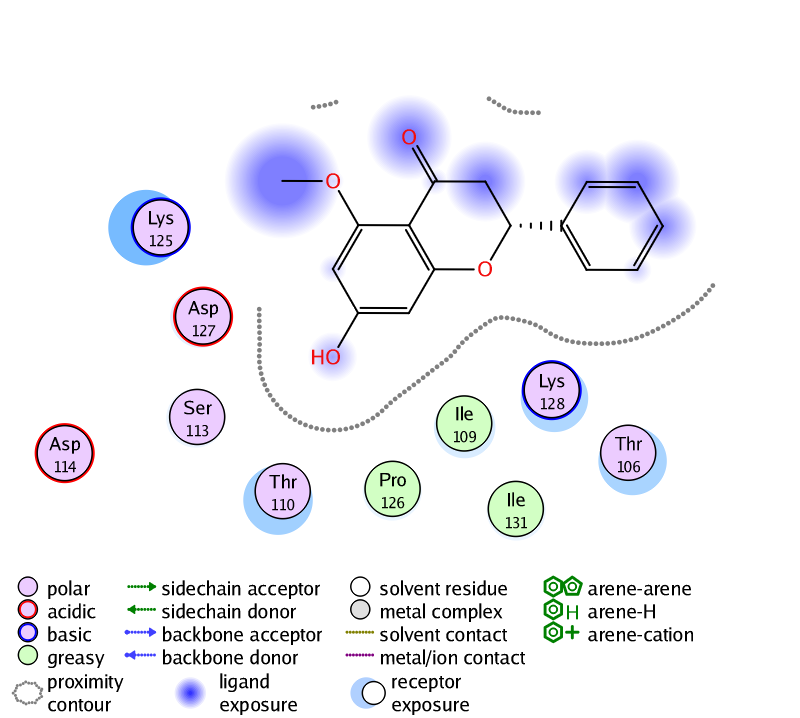 O
O
Lys
125
O
Asp
127
HO
Lys
128
Ser
113
Ile
109
Thr
106
Asp
114
Thr
110
Pro
126
Ile
131
polar sidechain acceptor solvent residue arene-arene
acidic sidechain donor metal complex H arene-H
basic backbone acceptor solvent contact + arene-cation
greasy backbone donor metal/ion contact
proximity ligand receptor
contour exposure exposure